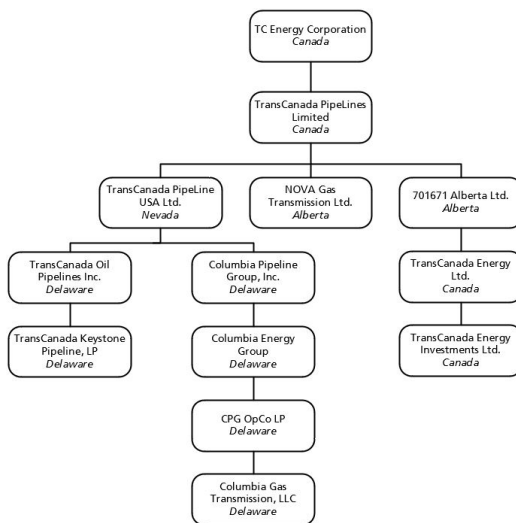 TC Energy Corporation
Canada
TransCanada PipeLines
Limited
Canada
TransCanada PipeLine
USA Ltd.
Nevada
NOVA Gas
Transmission Ltd.
Alberta
701671 Alberta Ltd.
Alberta
TransCanada Oil
Pipelines Inc.
Delaware
Columbia Pipeline
Group, Inc.
Delaware
TransCanada Energy
Ltd.
Canada
TransCanada Keystone
Pipeline, LP
Delaware
Columbia Energy
Group
Delaware
TransCanada Energy
Investments Ltd.
Canada
CPG OpCo LP
Delaware
Columbia Gas
Transmission, LLC
Delaware